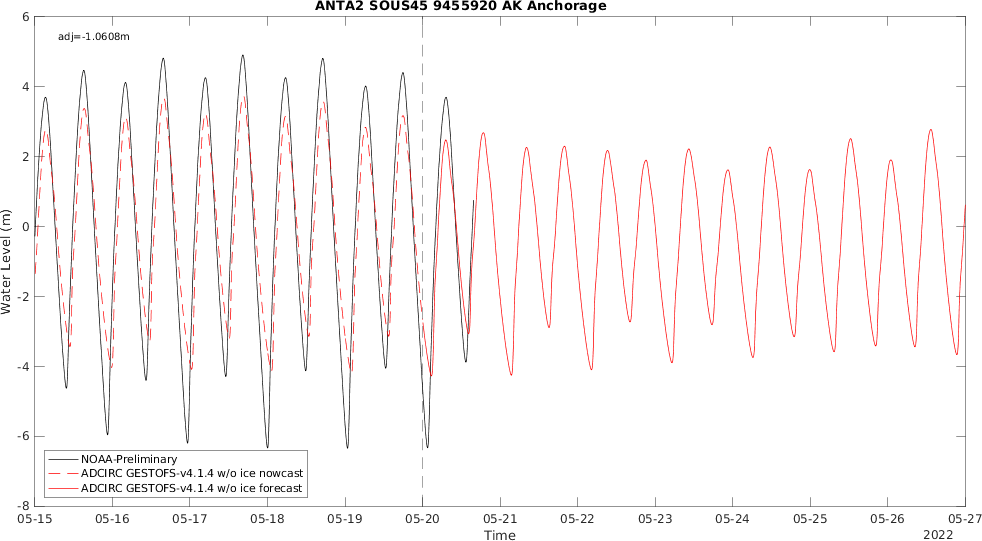 ANTA2 SOUS45 9455920 AK Anchorage
adj=-1.0608m
6
4
2
0
-2
-4
-6
-8
Water Level (m)
NOAA-Preliminary
ADCIRC GESTOFS-v4.1.4 w/o ice nowcast
ADCIRC GESTOFS-v4.1.4 w/o ice forecast
05-15 05-16 05-17 05-18 05-19 05-20 05-21 05-22 05-23 05-24 05-25 05-26 05-27
Time
2022